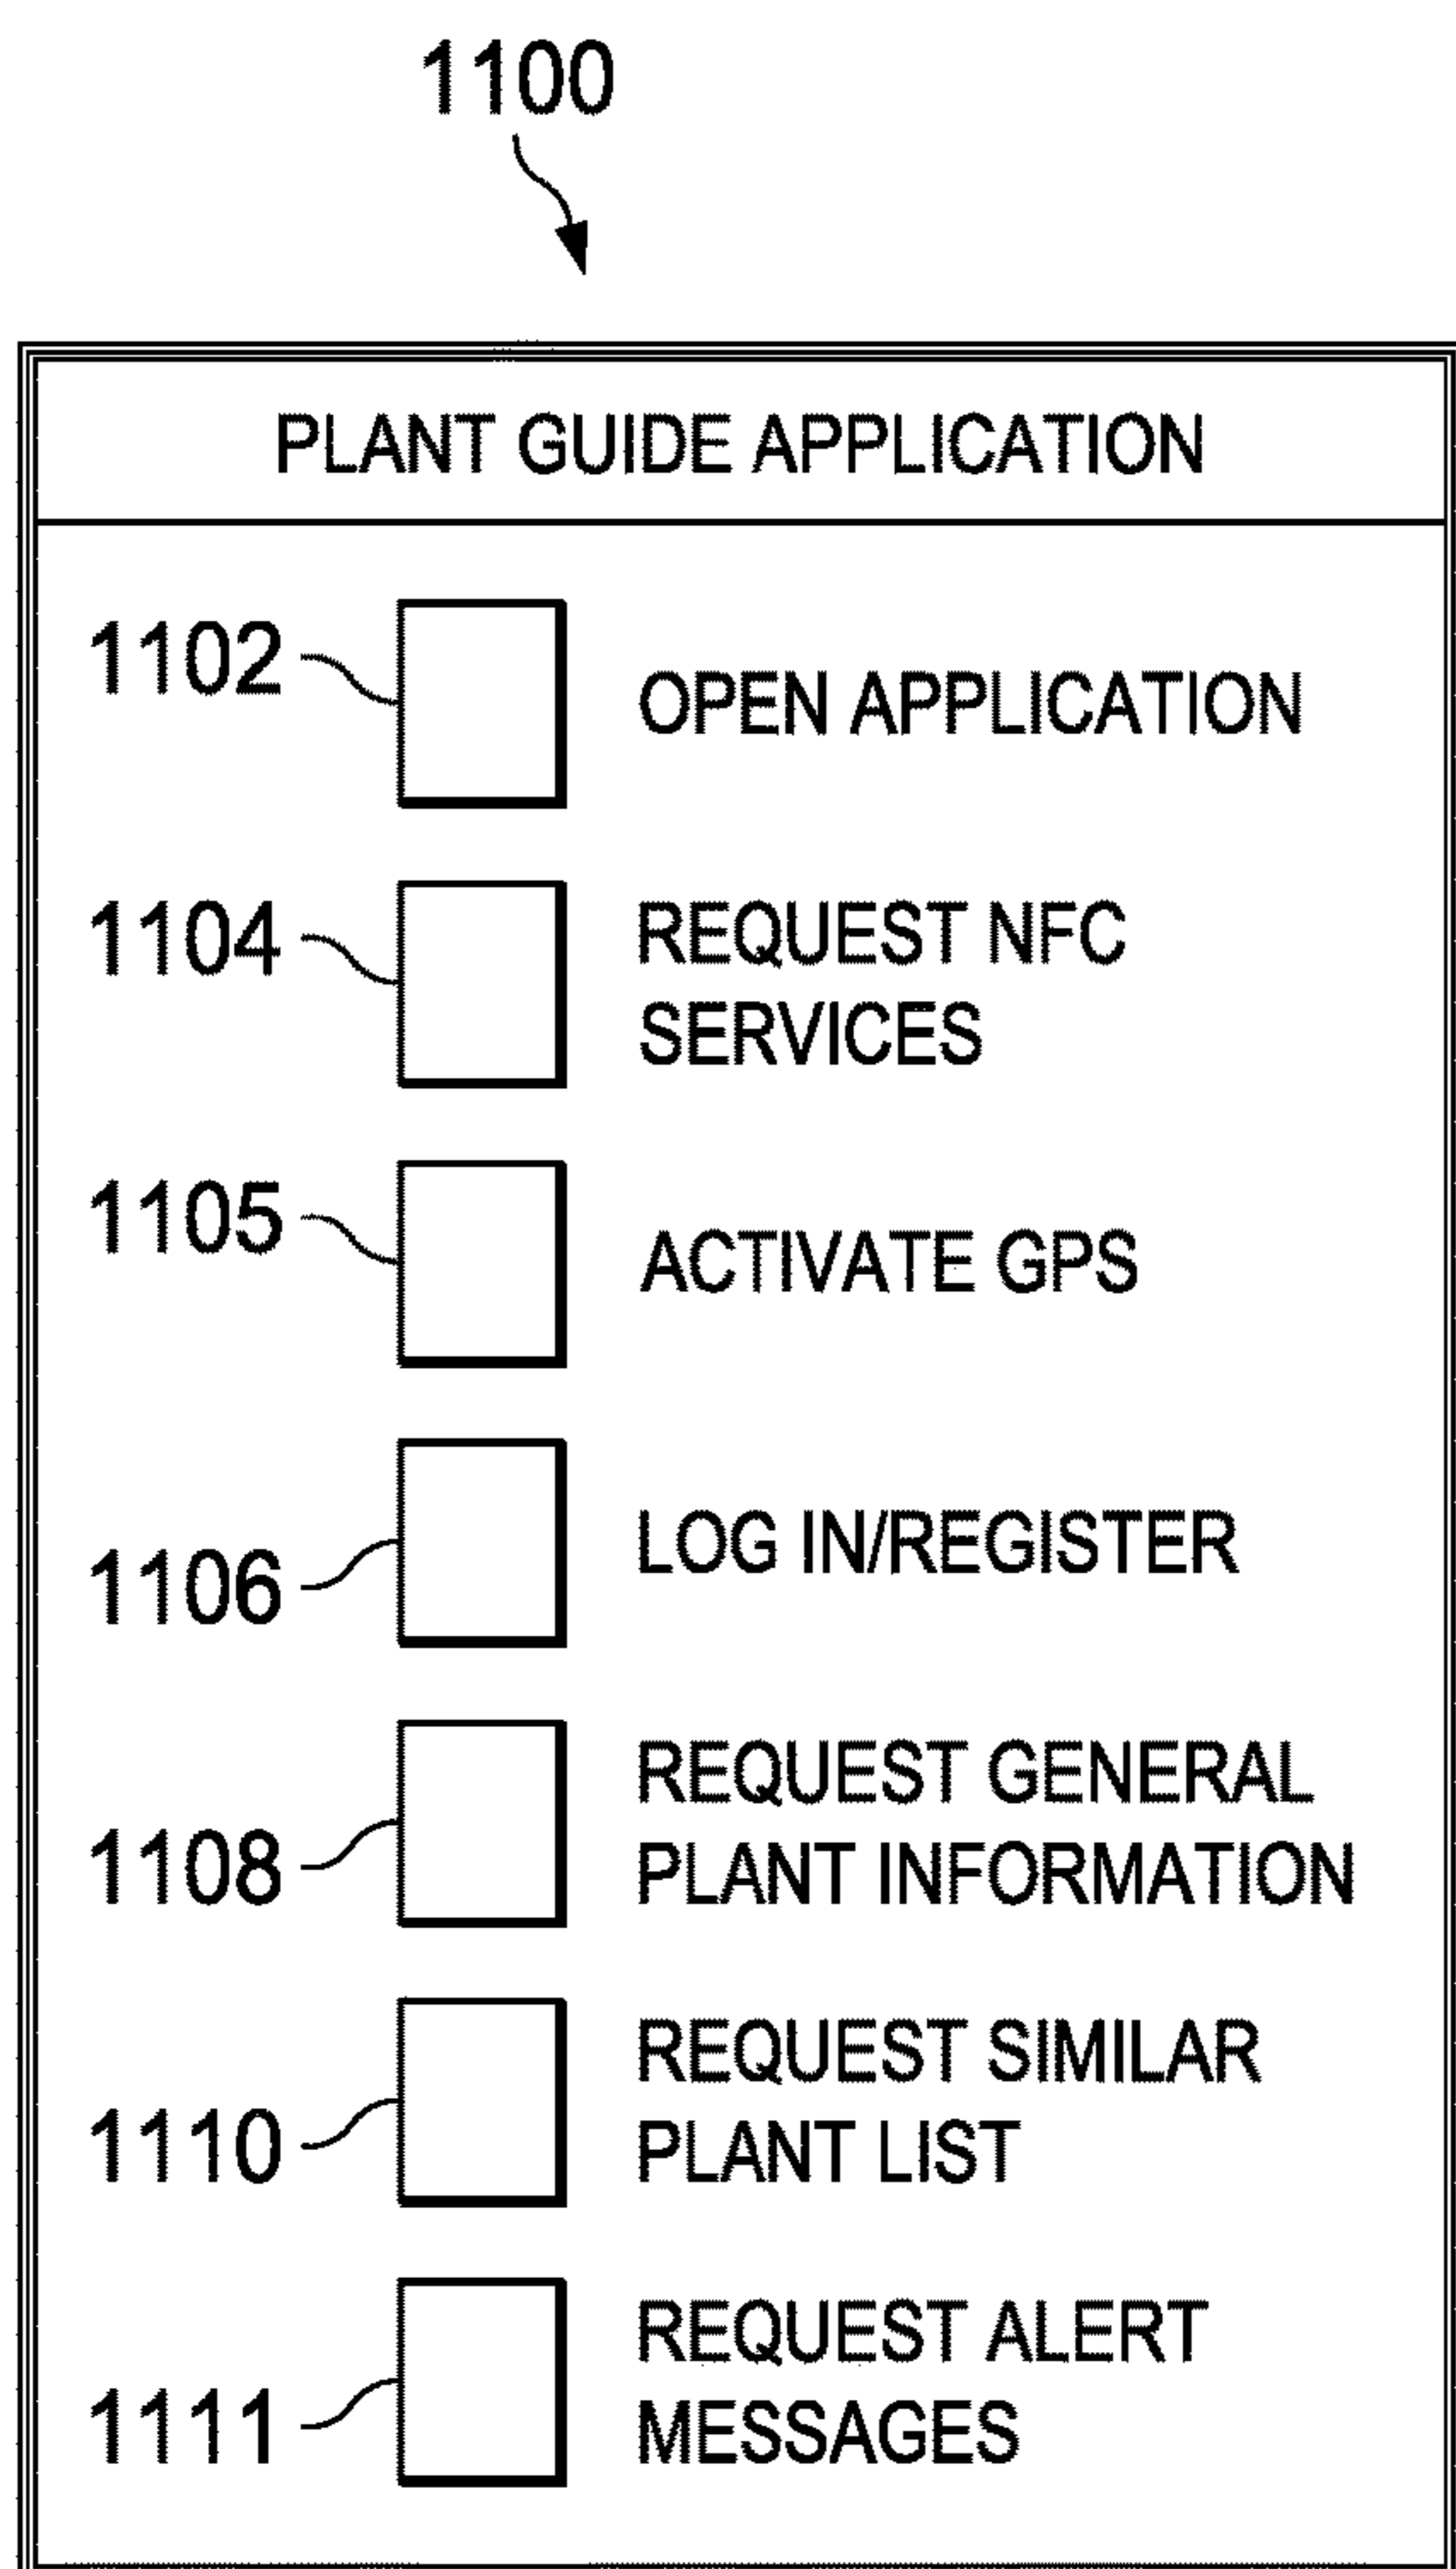 1100
PLANT GUIDE APPLICATION
1102 OPEN APPLICATION
1104 REQUEST NFC
SERVICES
1105 ACTIVATE GPS
1106 LOG IN/REGISTER
1108 REQUEST GENERAL
PLANT INFORMATION
1110 REQUEST SIMILAR
PLANT LIST
1111 REQUEST ALERT
MESSAGES